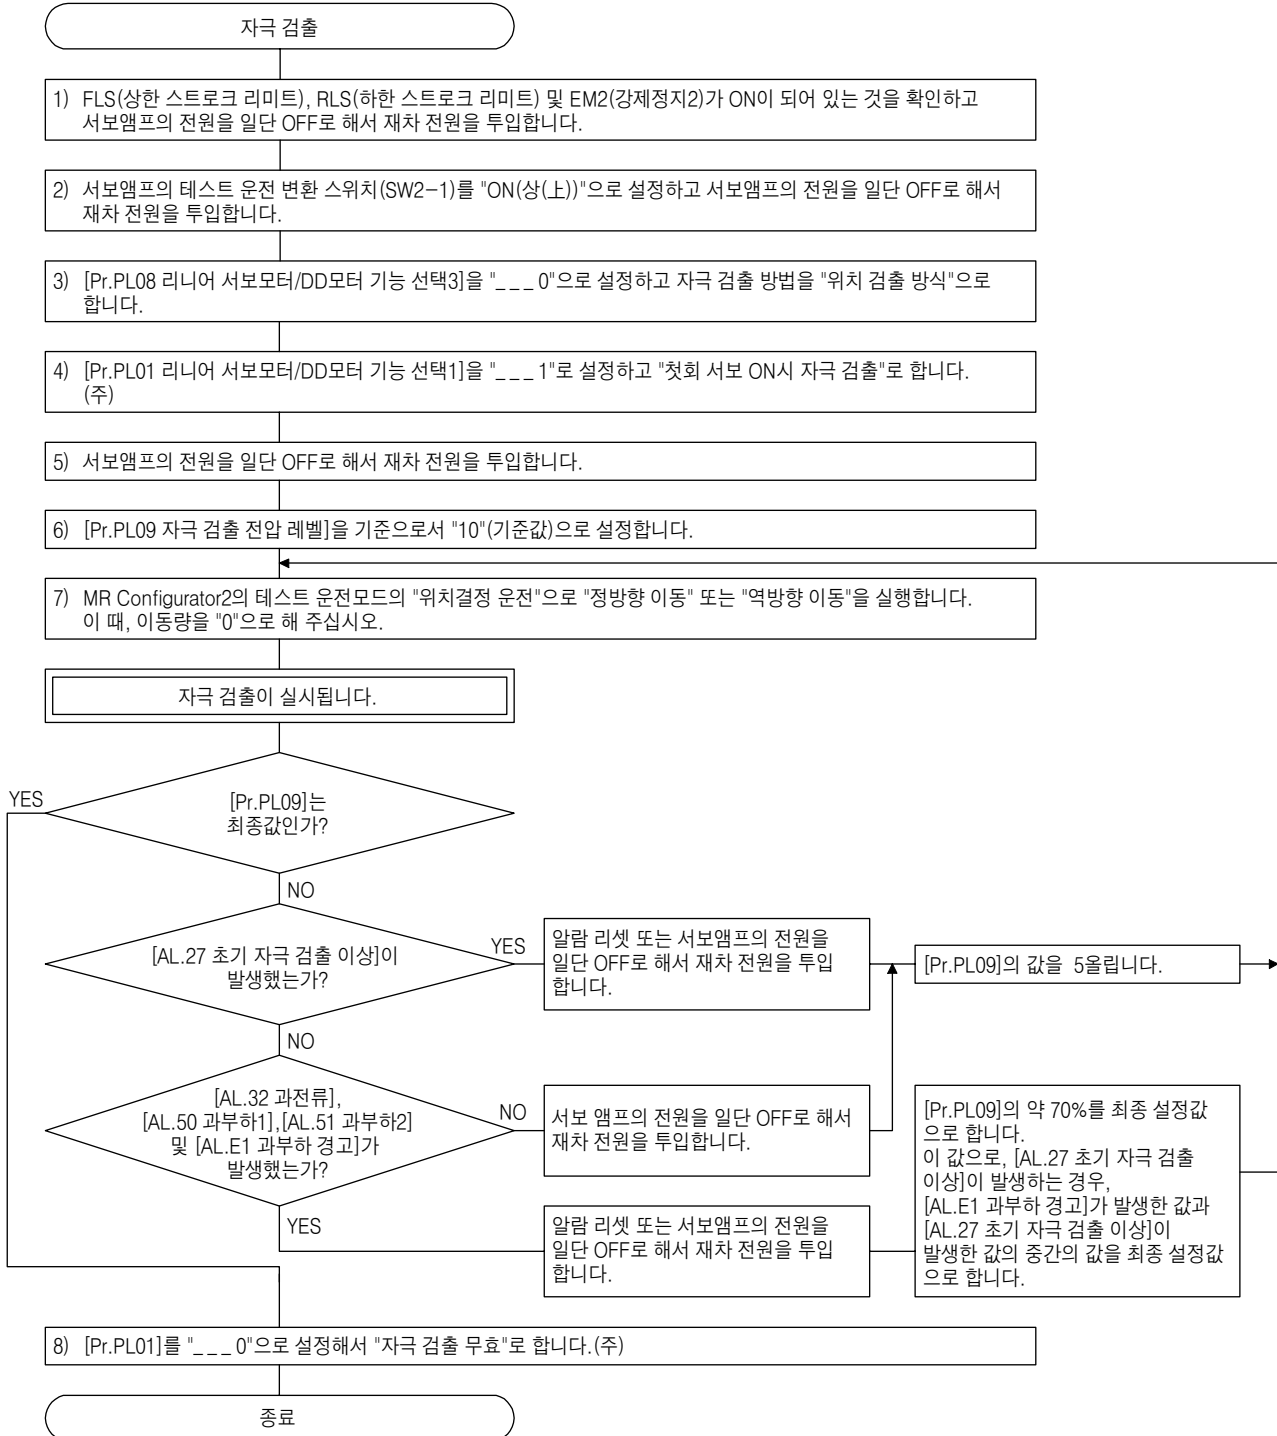 자극 검출
1) FLS(상한 스트로크 리미트), RLS(하한 스트로크 리미트) 및 EM2(강제정지2)가 ON이 되어 있는 것을 확인하고
서보앰프의 전원을 일단 OFF로 해서 재차 전원을 투입합니다.
2) 서보앰프의 테스트 운전 변환 스위치(SW2-1)를 "ON(상(上))"으로 설정하고 서보앰프의 전원을 일단 OFF로 해서
재차 전원을 투입합니다.
3) [Pr.PL08 리니어 서보모터/DD모터 기능 선택3]을 "_ _ _ 0"으로 설정하고 자극 검출 방법을 "위치 검출 방식"으로
합니다.
4) [Pr.PL01 리니어 서보모터/DD모터 기능 선택1]을 "_ _ _ 1"로 설정하고 "첫회 서보 ON시 자극 검출"로 합니다.
(주)
5) 서보앰프의 전원을 일단 OFF로 해서 재차 전원을 투입합니다.
6) [Pr.PL09 자극 검출 전압 레벨]을 기준으로서 "10"(기준값)으로 설정합니다.
7) MR Configurator2의 테스트 운전모드의 "위치결정 운전"으로 "정방향 이동" 또는 "역방향 이동"을 실행합니다.
이 때, 이동량을 "0"으로 해 주십시오.
자극 검출이 실시됩니다.
YES
[Pr.PL09]는
최종값인가?
NO
[AL.27 초기 자극 검출 이상]이
발생했는가?
YES
알람 리셋 또는 서보앰프의 전원을
일단 OFF로 해서 재차 전원을 투입
합니다.
[Pr.PL09]의 값을 5올립니다.
NO
[AL.32 과전류],
[AL.50 과부하1],[AL.51 과부하2]
및 [AL.E1 과부하 경고]가
발생했는가?
NO
서보 앰프의 전원을 일단 OFF로 해서
재차 전원을 투입합니다.
[Pr.PL09]의 약 70%를 최종 설정값
으로 합니다.
이 값으로, [AL.27 초기 자극 검출
이상]이 발생하는 경우,
[AL.E1 과부하 경고]가 발생한 값과
[AL.27 초기 자극 검출 이상]이
발생한 값의 중간의 값을 최종 설정값
으로 합니다.
YES
알람 리셋 또는 서보앰프의 전원을
일단 OFF로 해서 재차 전원을 투입
합니다.
8) [Pr.PL01]를 "_ _ _ 0"으로 설정해서 "자극 검출 무효"로 합니다.(주)
종료